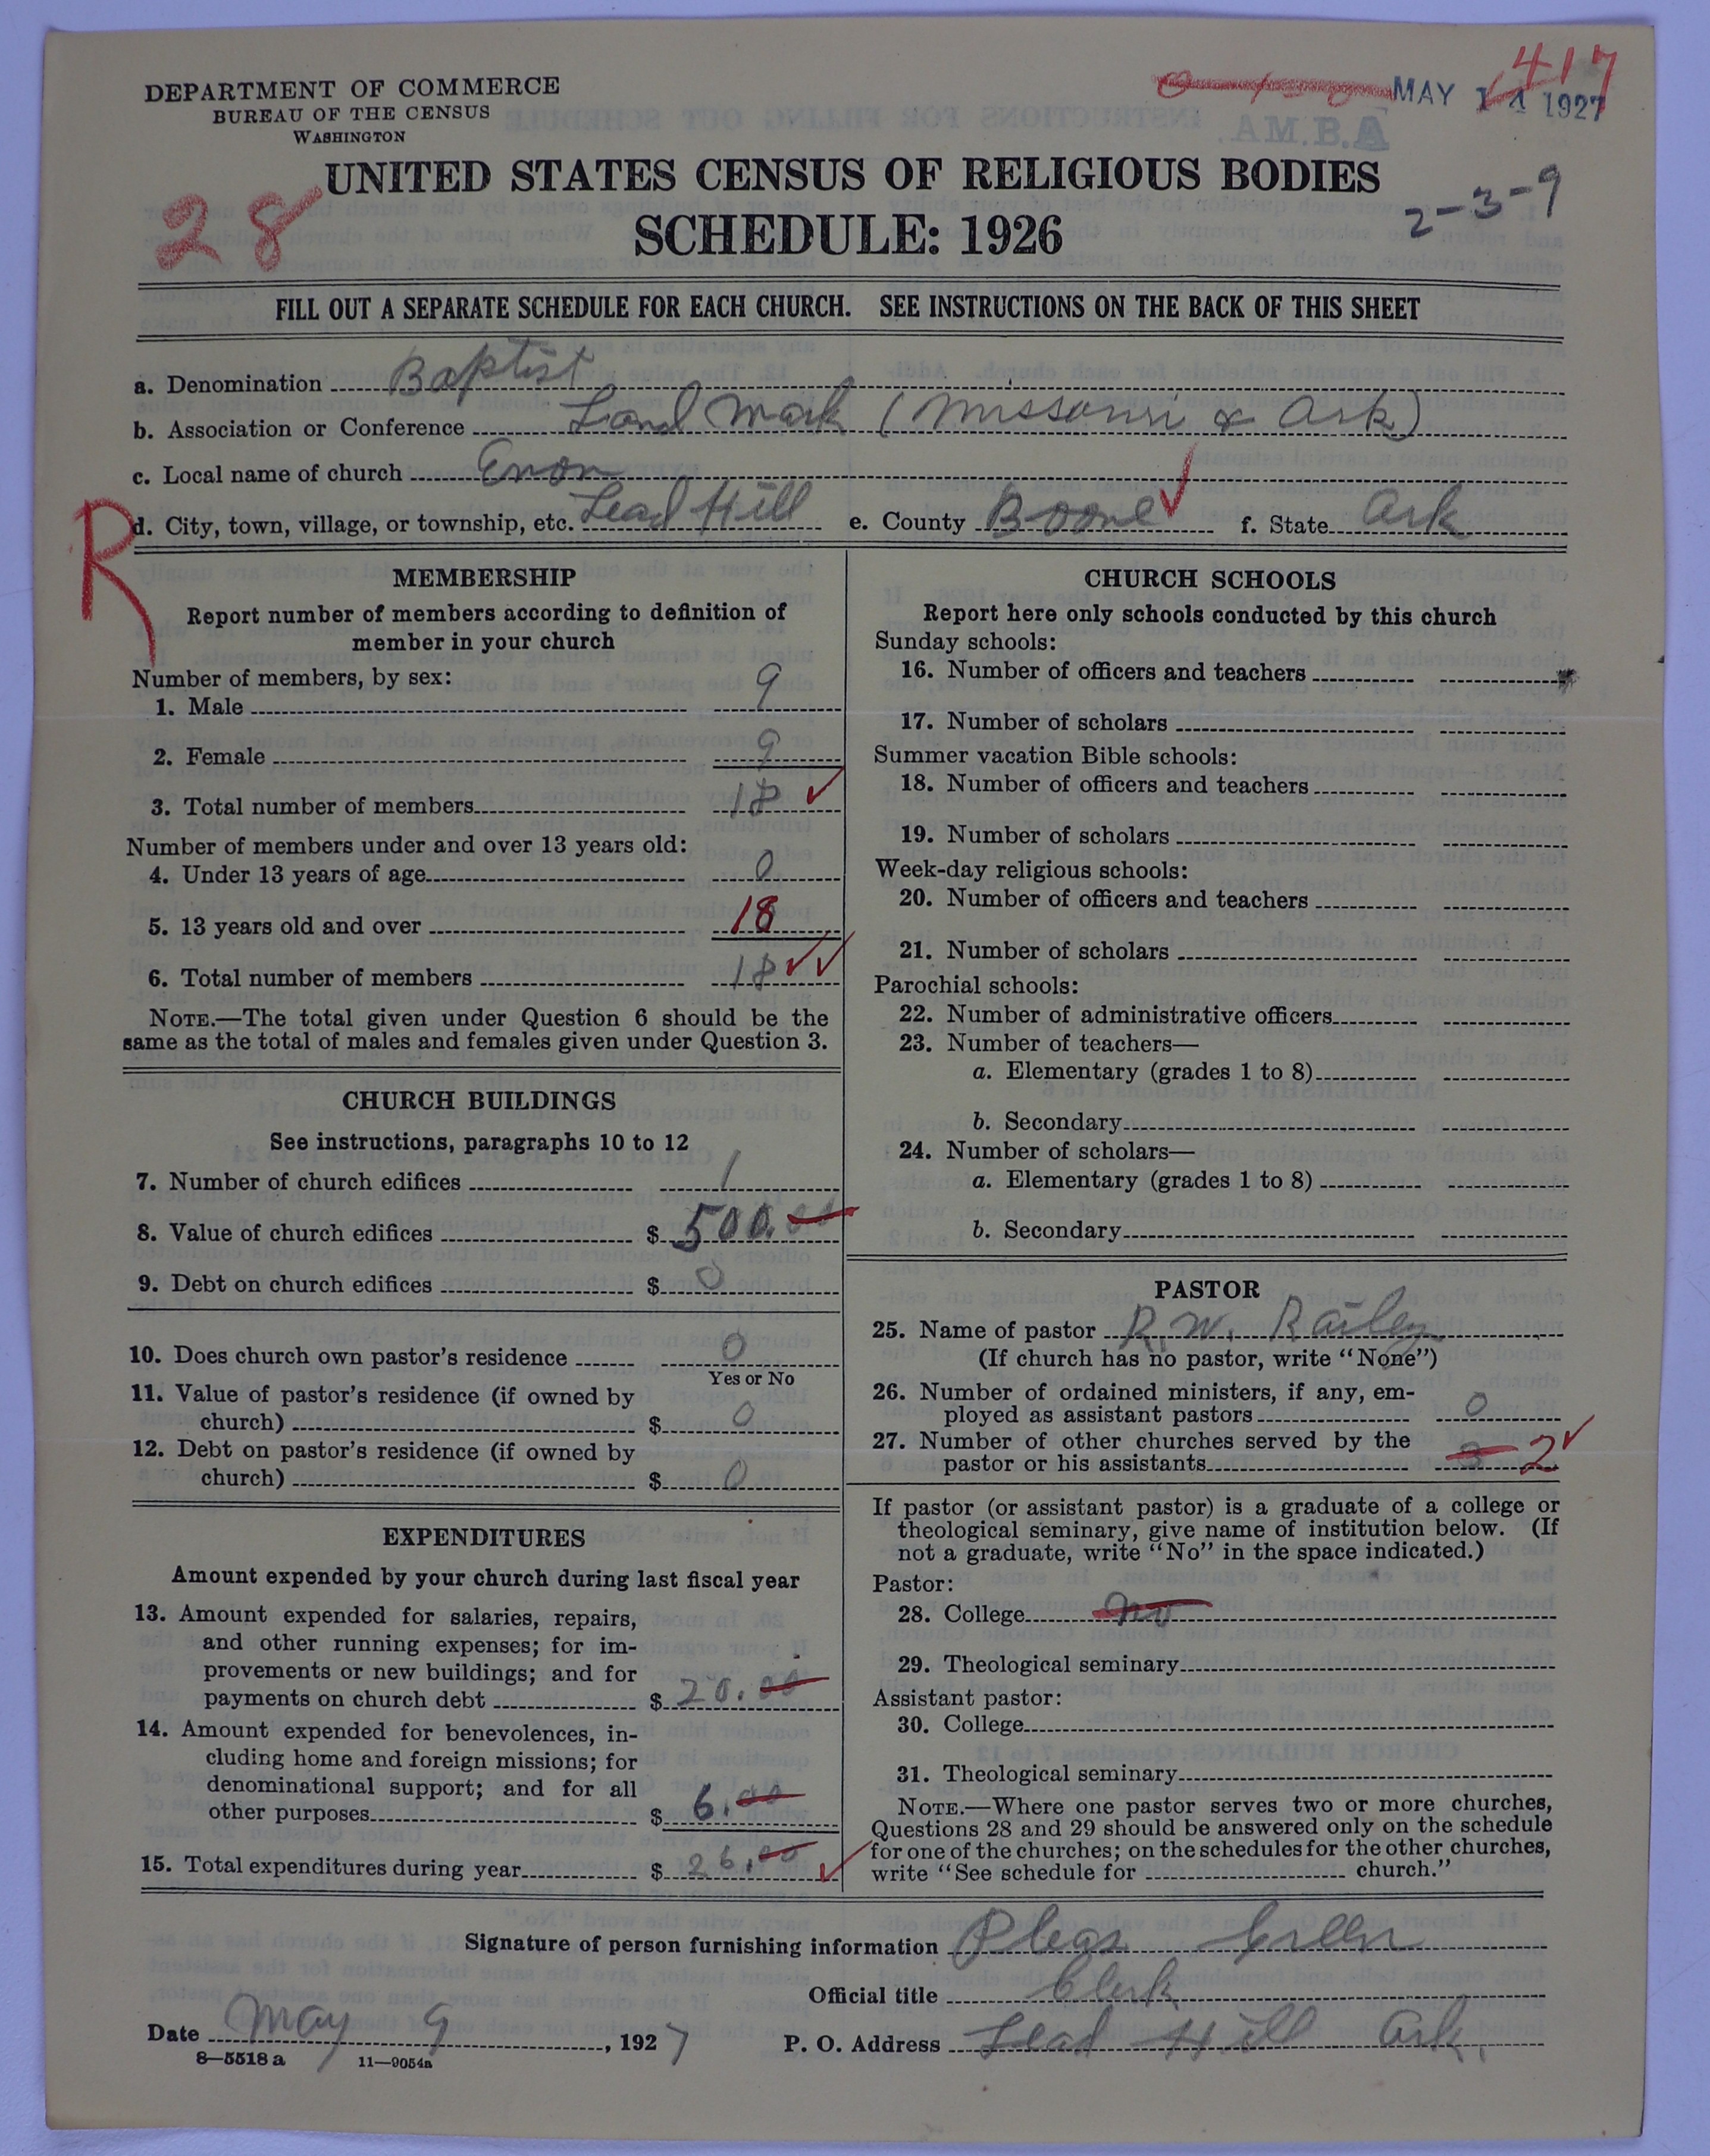 417
MAY 14 1927
DEPARTMENT OF COMMERCE
BUREAU OF THE CENSUS
WASHINGTON
A.M.B.A.
UNITED STATES CENSUS OF RELIGIOUS BODIES
28
2-3-9
SCHEDULE: 1926
FILL OUT A SEPARATE SCHEDULE FOR EACH CHURCH. SEE INSTRUCTIONS ON THE BACK OF THIS SHEET
a. Denomination Baptist
b. Association or Conference Land Mark (Missouri & Ark)
c. Local name of church Enon
R
d. City, town, village, or township, etc. Lead Hill e. County Boone ✓ f. State Ark
MEMBERSHIP
Report number of members according to definition of
member in your church
Number of members, by sex:
1. Male 9
2. Female 9
3. Total number of members 18 ✓
Number of members under and over 13 years old:
4. Under 13 years of age 0
5. 13 years old and over 18
6. Total number of members 18 ✓✓
NOTE.—The total given under Question 6 should be the
same as the total of males and females given under Question 3.
CHURCH BUILDINGS
See instructions, paragraphs 10 to 12
7. Number of church edifices 1
8. Value of church edifices $ 500.00
9. Debt on church edifices $ 0
10. Does church own pastor's residence 0
Yes or No
11. Value of pastor's residence (if owned by
church) $ 0
12. Debt on pastor's residence (if owned by
church) $ 0
EXPENDITURES
Amount expended by your church during last fiscal year
13. Amount expended for salaries, repairs,
and other running expenses; for im-
provements or new buildings; and for
payments on church debt $ 20.00
14. Amount expended for benevolences, in-
cluding home and foreign missions; for
denominational support; and for all
other purposes $ 6.00
15. Total expenditures during year $ 26.00 ✓
CHURCH SCHOOLS
Report here only schools conducted by this church
Sunday schools:
16. Number of officers and teachers
17. Number of scholars
Summer vacation Bible schools:
18. Number of officers and teachers
19. Number of scholars
Week-day religious schools:
20. Number of officers and teachers
21. Number of scholars
Parochial schools:
22. Number of administrative officers
23. Number of teachers—
a. Elementary (grades 1 to 8)
b. Secondary
24. Number of scholars—
a. Elementary (grades 1 to 8)
b. Secondary
PASTOR
25. Name of pastor R. W. Railey
(If church has no pastor, write "None")
26. Number of ordained ministers, if any, em-
ployed as assistant pastors 0
27. Number of other churches served by the
pastor or his assistants 3 2 ✓
If pastor (or assistant pastor) is a graduate of a college or
theological seminary, give name of institution below. (If
not a graduate, write "No" in the space indicated.)
Pastor:
28. College no
29. Theological seminary
Assistant pastor:
30. College
31. Theological seminary
NOTE.—Where one pastor serves two or more churches,
Questions 28 and 29 should be answered only on the schedule
for one of the churches; on the schedules for the other churches,
write "See schedule for church."
Signature of person furnishing information Pleas Green
Official title Clerk
Date May 9, 1927 P. O. Address Lead Hill Ark.
8—5518 a 11—9054a